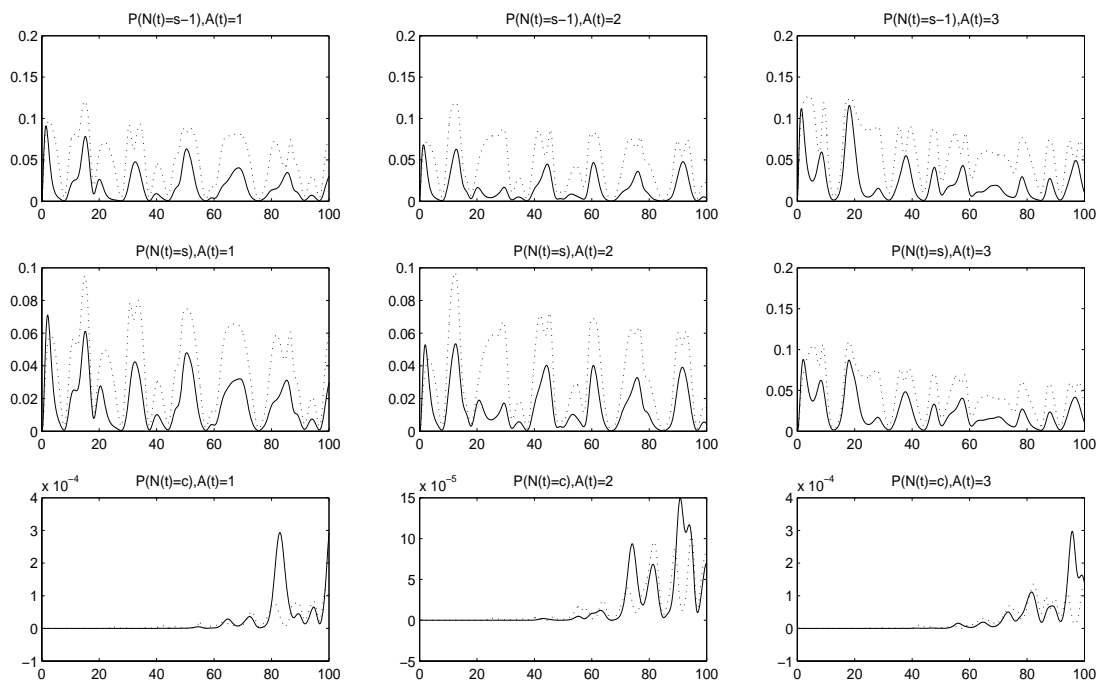 P(N(t)=s−1),A(t)=1
0.2
0.15
0.1
0.05
0
0 20 40 60 80 100
P(N(t)=s−1),A(t)=2
0.2
0.15
0.1
0.05
0
0 20 40 60 80 100
P(N(t)=s−1),A(t)=3
0.2
0.15
0.1
0.05
0
0 20 40 60 80 100
P(N(t)=s),A(t)=1
0.1
0.08
0.06
0.04
0.02
0
0 20 40 60 80 100
P(N(t)=s),A(t)=2
0.1
0.08
0.06
0.04
0.02
0
0 20 40 60 80 100
P(N(t)=s),A(t)=3
0.2
0.15
0.1
0.05
0
0 20 40 60 80 100
x 10⁻⁴
P(N(t)=c),A(t)=1
4
3
2
1
0
−1
0 20 40 60 80 100
x 10⁻⁵
P(N(t)=c),A(t)=2
15
10
5
0
−5
0 20 40 60 80 100
x 10⁻⁴
P(N(t)=c),A(t)=3
4
3
2
1
0
−1
0 20 40 60 80 100